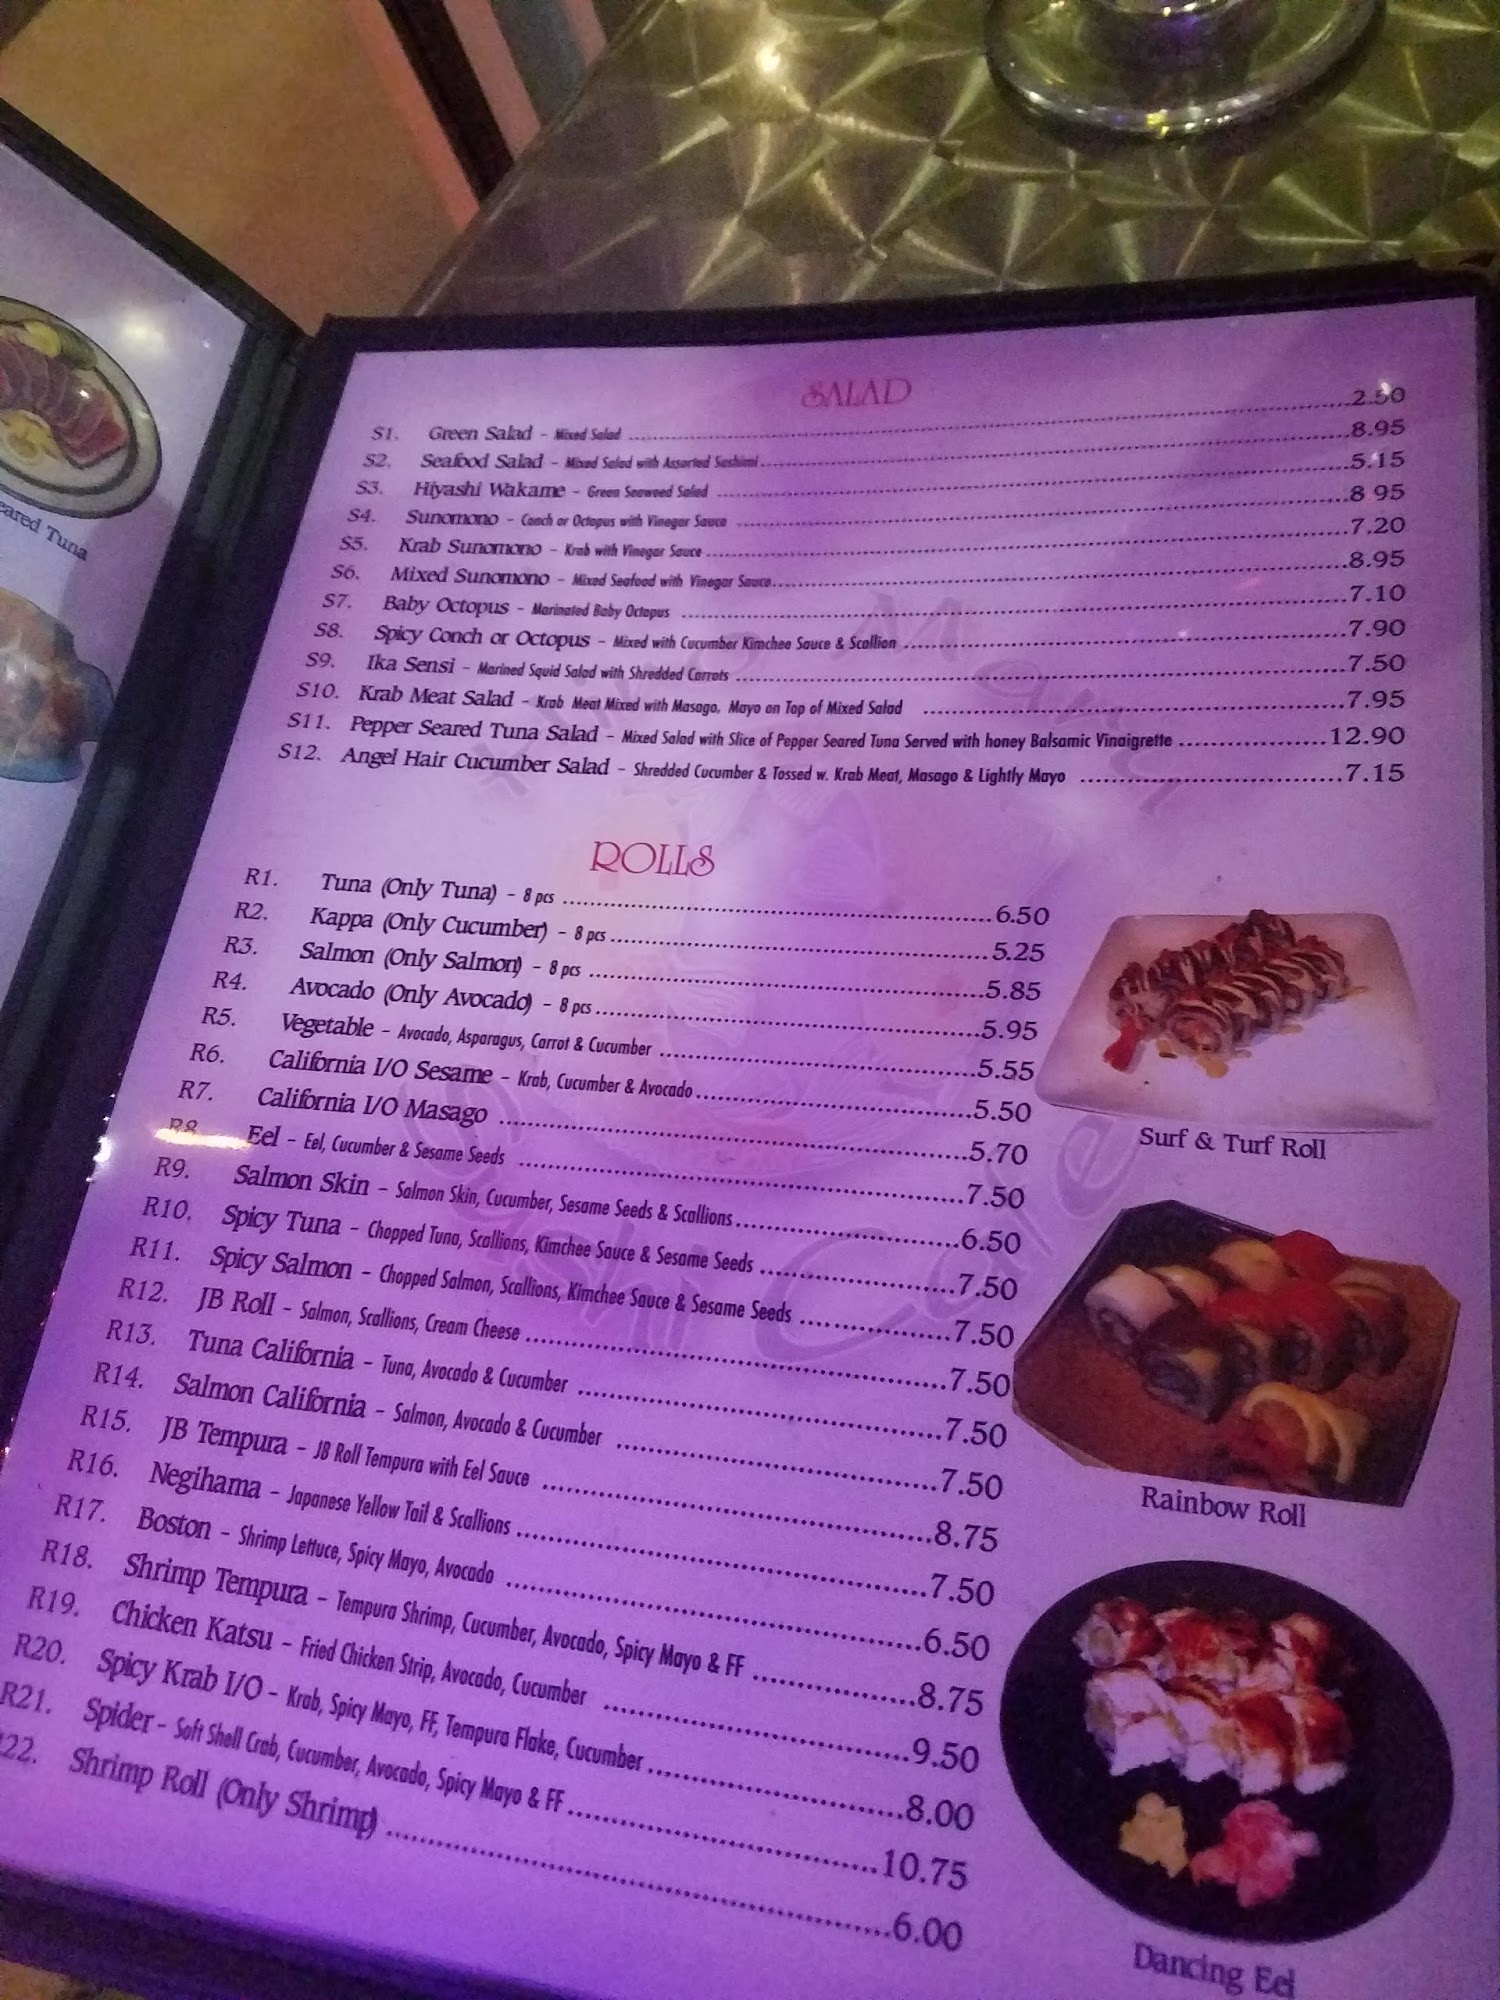 eared Tuna
SALAD
S1. Green Salad - Mixed Salad 2.50
S2. Seafood Salad - Mixed Salad with Assorted Sashimi 8.95
S3. Hiyashi Wakame - Green Seaweed Salad 5.15
S4. Sunomono - Conch or Octopus with Vinegar Sauce 8 95
S5. Krab Sunomono - Krab with Vinegar Sauce 7.20
S6. Mixed Sunomono - Mixed Seafood with Vinegar Sauce 8.95
S7. Baby Octopus - Marinated Baby Octopus 7.10
S8. Spicy Conch or Octopus - Mixed with Cucumber Kimchee Sauce & Scallion 7.90
S9. Ika Sensi - Marined Squid Salad with Shredded Carrots 7.50
S10. Krab Meat Salad - Krab Meat Mixed with Masago, Mayo on Top of Mixed Salad 7.95
S11. Pepper Seared Tuna Salad - Mixed Salad with Slice of Pepper Seared Tuna Served with honey Balsamic Vinaigrette 12.90
S12. Angel Hair Cucumber Salad - Shredded Cucumber & Tossed w. Krab Meat, Masago & Lightly Mayo 7.15
ROLLS
R1. Tuna (Only Tuna) - 8 pcs 6.50
R2. Kappa (Only Cucumber) - 8 pcs 5.25
R3. Salmon (Only Salmon) - 8 pcs 5.85
R4. Avocado (Only Avocado) - 8 pcs 5.95
R5. Vegetable - Avocado, Asparagus, Carrot & Cucumber 5.55
R6. California I/O Sesame - Krab, Cucumber & Avocado 5.50
R7. California I/O Masago 5.70
R8. Eel - Eel, Cucumber & Sesame Seeds 7.50
R9. Salmon Skin - Salmon Skin, Cucumber, Sesame Seeds & Scallions 6.50
R10. Spicy Tuna - Chopped Tuna, Scallions, Kimchee Sauce & Sesame Seeds 7.50
R11. Spicy Salmon - Chopped Salmon, Scallions, Kimchee Sauce & Sesame Seeds 7.50
R12. JB Roll - Salmon, Scallions, Cream Cheese 7.50
R13. Tuna California - Tuna, Avocado & Cucumber 7.50
R14. Salmon California - Salmon, Avocado & Cucumber 7.50
R15. JB Tempura - JB Roll Tempura with Eel Sauce 8.75
R16. Negihama - Japanese Yellow Tail & Scallions 7.50
R17. Boston - Shrimp Lettuce, Spicy Mayo, Avocado 6.50
R18. Shrimp Tempura - Tempura Shrimp, Cucumber, Avocado, Spicy Mayo & FF 8.75
R19. Chicken Katsu - Fried Chicken Strip, Avocado, Cucumber 9.50
R20. Spicy Krab I/O - Krab, Spicy Mayo, FF, Tempura Flake, Cucumber 8.00
R21. Spider - Soft Shell Crab, Cucumber, Avocado, Spicy Mayo & FF 10.75
R22. Shrimp Roll (Only Shrimp) 6.00
Surf & Turf Roll
Rainbow Roll
Dancing Eel
Sushi Cafe